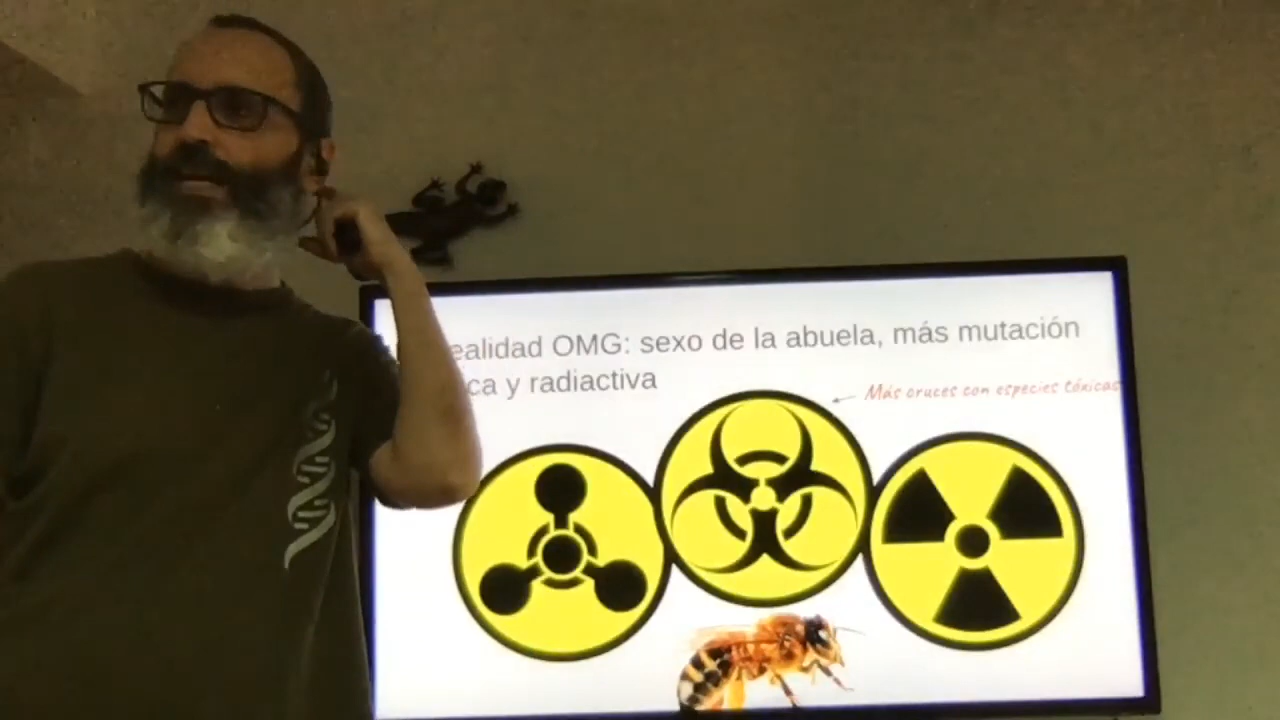 ealidad OMG: sexo de la abuela, más mutación
ca y radiactiva
Más cruces con especies tóxicas